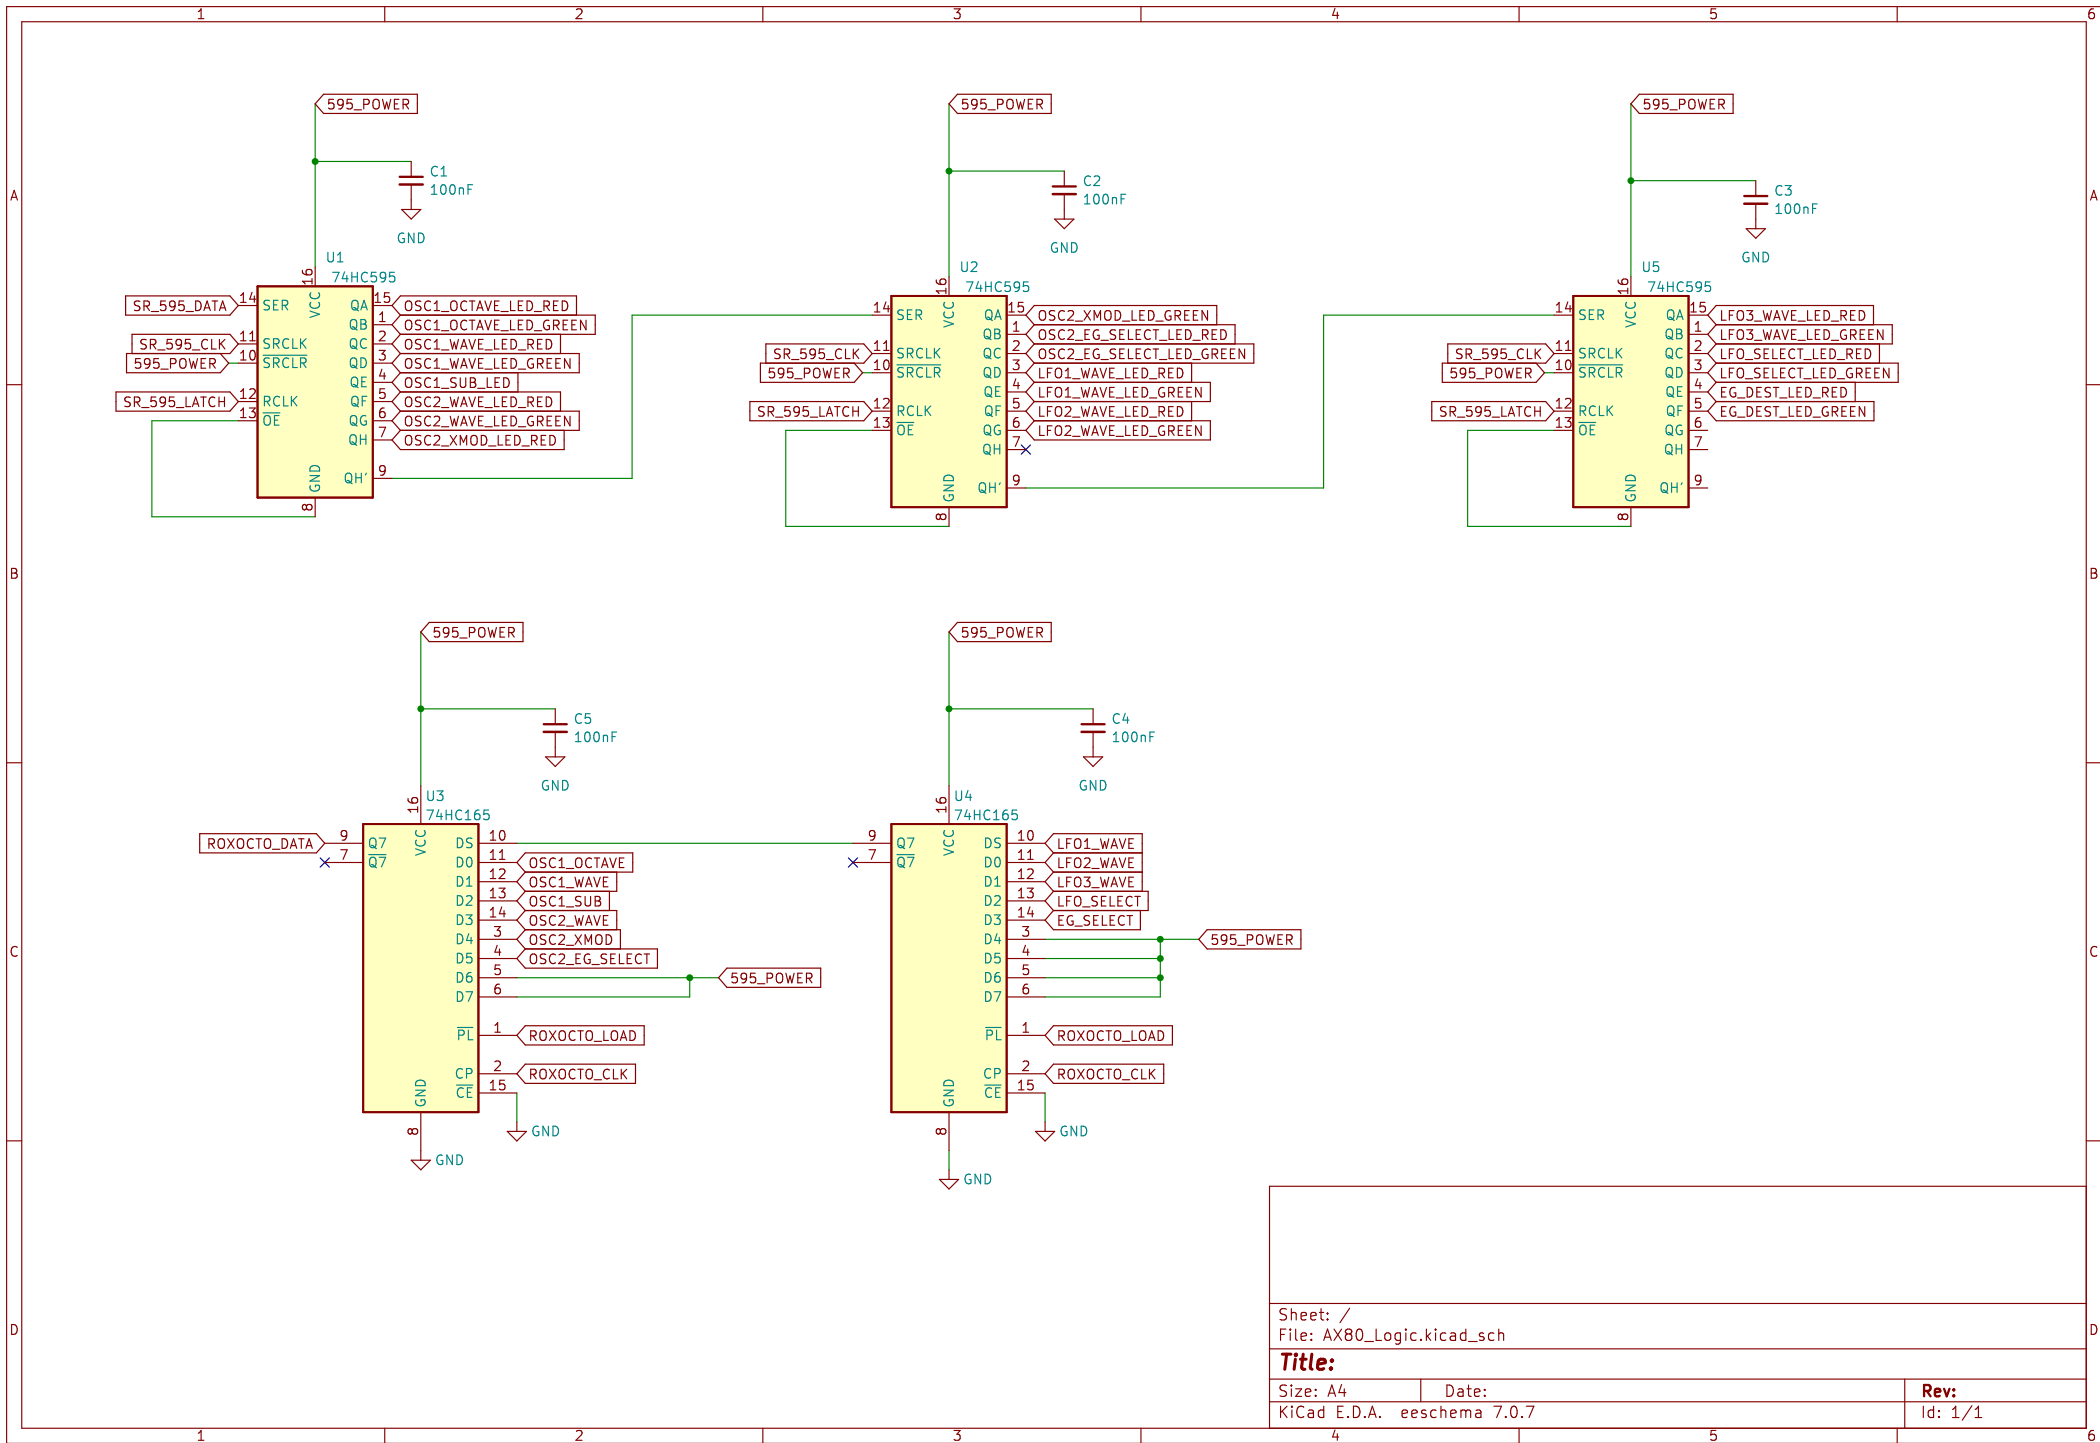 1 2 3 4 5 6
A A
B B
C C
D D
595_POWER
C1
100nF
GND
U1
74HC595
16
VCC
SR_595_DATA 14 SER QA 15 OSC1_OCTAVE_LED_RED
QB 1 OSC1_OCTAVE_LED_GREEN
SR_595_CLK 11 SRCLK QC 2 OSC1_WAVE_LED_RED
595_POWER 10 SRCLR QD 3 OSC1_WAVE_LED_GREEN
QE 4 OSC1_SUB_LED
SR_595_LATCH 12 RCLK QF 5 OSC2_WAVE_LED_RED
13 OE QG 6 OSC2_WAVE_LED_GREEN
QH 7 OSC2_XMOD_LED_RED
GND QH' 9
8
595_POWER
C2
100nF
GND
U2
74HC595
16
VCC
14 SER QA 15 OSC2_XMOD_LED_GREEN
QB 1 OSC2_EG_SELECT_LED_RED
SR_595_CLK 11 SRCLK QC 2 OSC2_EG_SELECT_LED_GREEN
595_POWER 10 SRCLR QD 3 LFO1_WAVE_LED_RED
QE 4 LFO1_WAVE_LED_GREEN
SR_595_LATCH 12 RCLK QF 5 LFO2_WAVE_LED_RED
13 OE QG 6 LFO2_WAVE_LED_GREEN
QH 7
GND QH' 9
8
595_POWER
C3
100nF
GND
U5
74HC595
16
VCC
14 SER QA 15 LFO3_WAVE_LED_RED
QB 1 LFO3_WAVE_LED_GREEN
SR_595_CLK 11 SRCLK QC 2 LFO_SELECT_LED_RED
595_POWER 10 SRCLR QD 3 LFO_SELECT_LED_GREEN
QE 4 EG_DEST_LED_RED
SR_595_LATCH 12 RCLK QF 5 EG_DEST_LED_GREEN
13 OE QG 6
QH 7
GND QH' 9
8
595_POWER
C5
100nF
GND
U3
74HC165
16
VCC
ROXOCTO_DATA 9 Q7 DS 10
7 Q7 D0 11 OSC1_OCTAVE
D1 12 OSC1_WAVE
D2 13 OSC1_SUB
D3 14 OSC2_WAVE
D4 3 OSC2_XMOD
D5 4 OSC2_EG_SELECT
D6 5 595_POWER
D7 6
PL 1 ROXOCTO_LOAD
CP 2 ROXOCTO_CLK
GND CE 15
8 GND
GND
595_POWER
C4
100nF
GND
U4
74HC165
16
VCC
9 Q7 DS 10 LFO1_WAVE
7 Q7 D0 11 LFO2_WAVE
D1 12 LFO3_WAVE
D2 13 LFO_SELECT
D3 14 EG_SELECT
D4 3 595_POWER
D5 4
D6 5
D7 6
PL 1 ROXOCTO_LOAD
CP 2 ROXOCTO_CLK
GND CE 15
8 GND
GND
Sheet: /
File: AX80_Logic.kicad_sch
Title:
Size: A4 Date: Rev:
KiCad E.D.A. eeschema 7.0.7 Id: 1/1
1 2 3 4 5 6